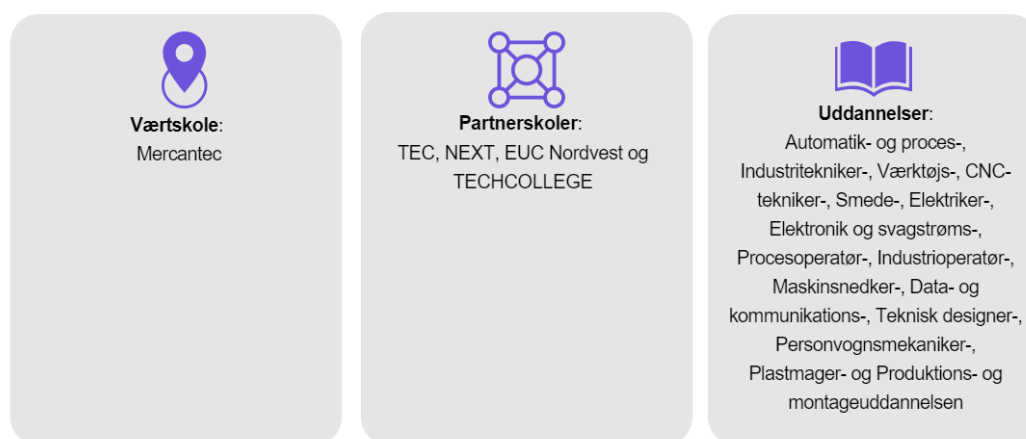 Værtskole:
Mercantec
Partnerskoler:
TEC, NEXT, EUC Nordvest og
TECHCOLLEGE
Uddannelser:
Automatik- og proces-,
Industritekniker-, Værktøjs-, CNC-
tekniker-, Smede-, Elektriker-,
Elektronik og svagstrøms-,
Procesoperatør-, Industrioperatør-,
Maskinsnedker-, Data- og
kommunikations-, Teknisk designer-,
Personvognsmekaniker-,
Plastmager- og Produktions- og
montageuddannelsen